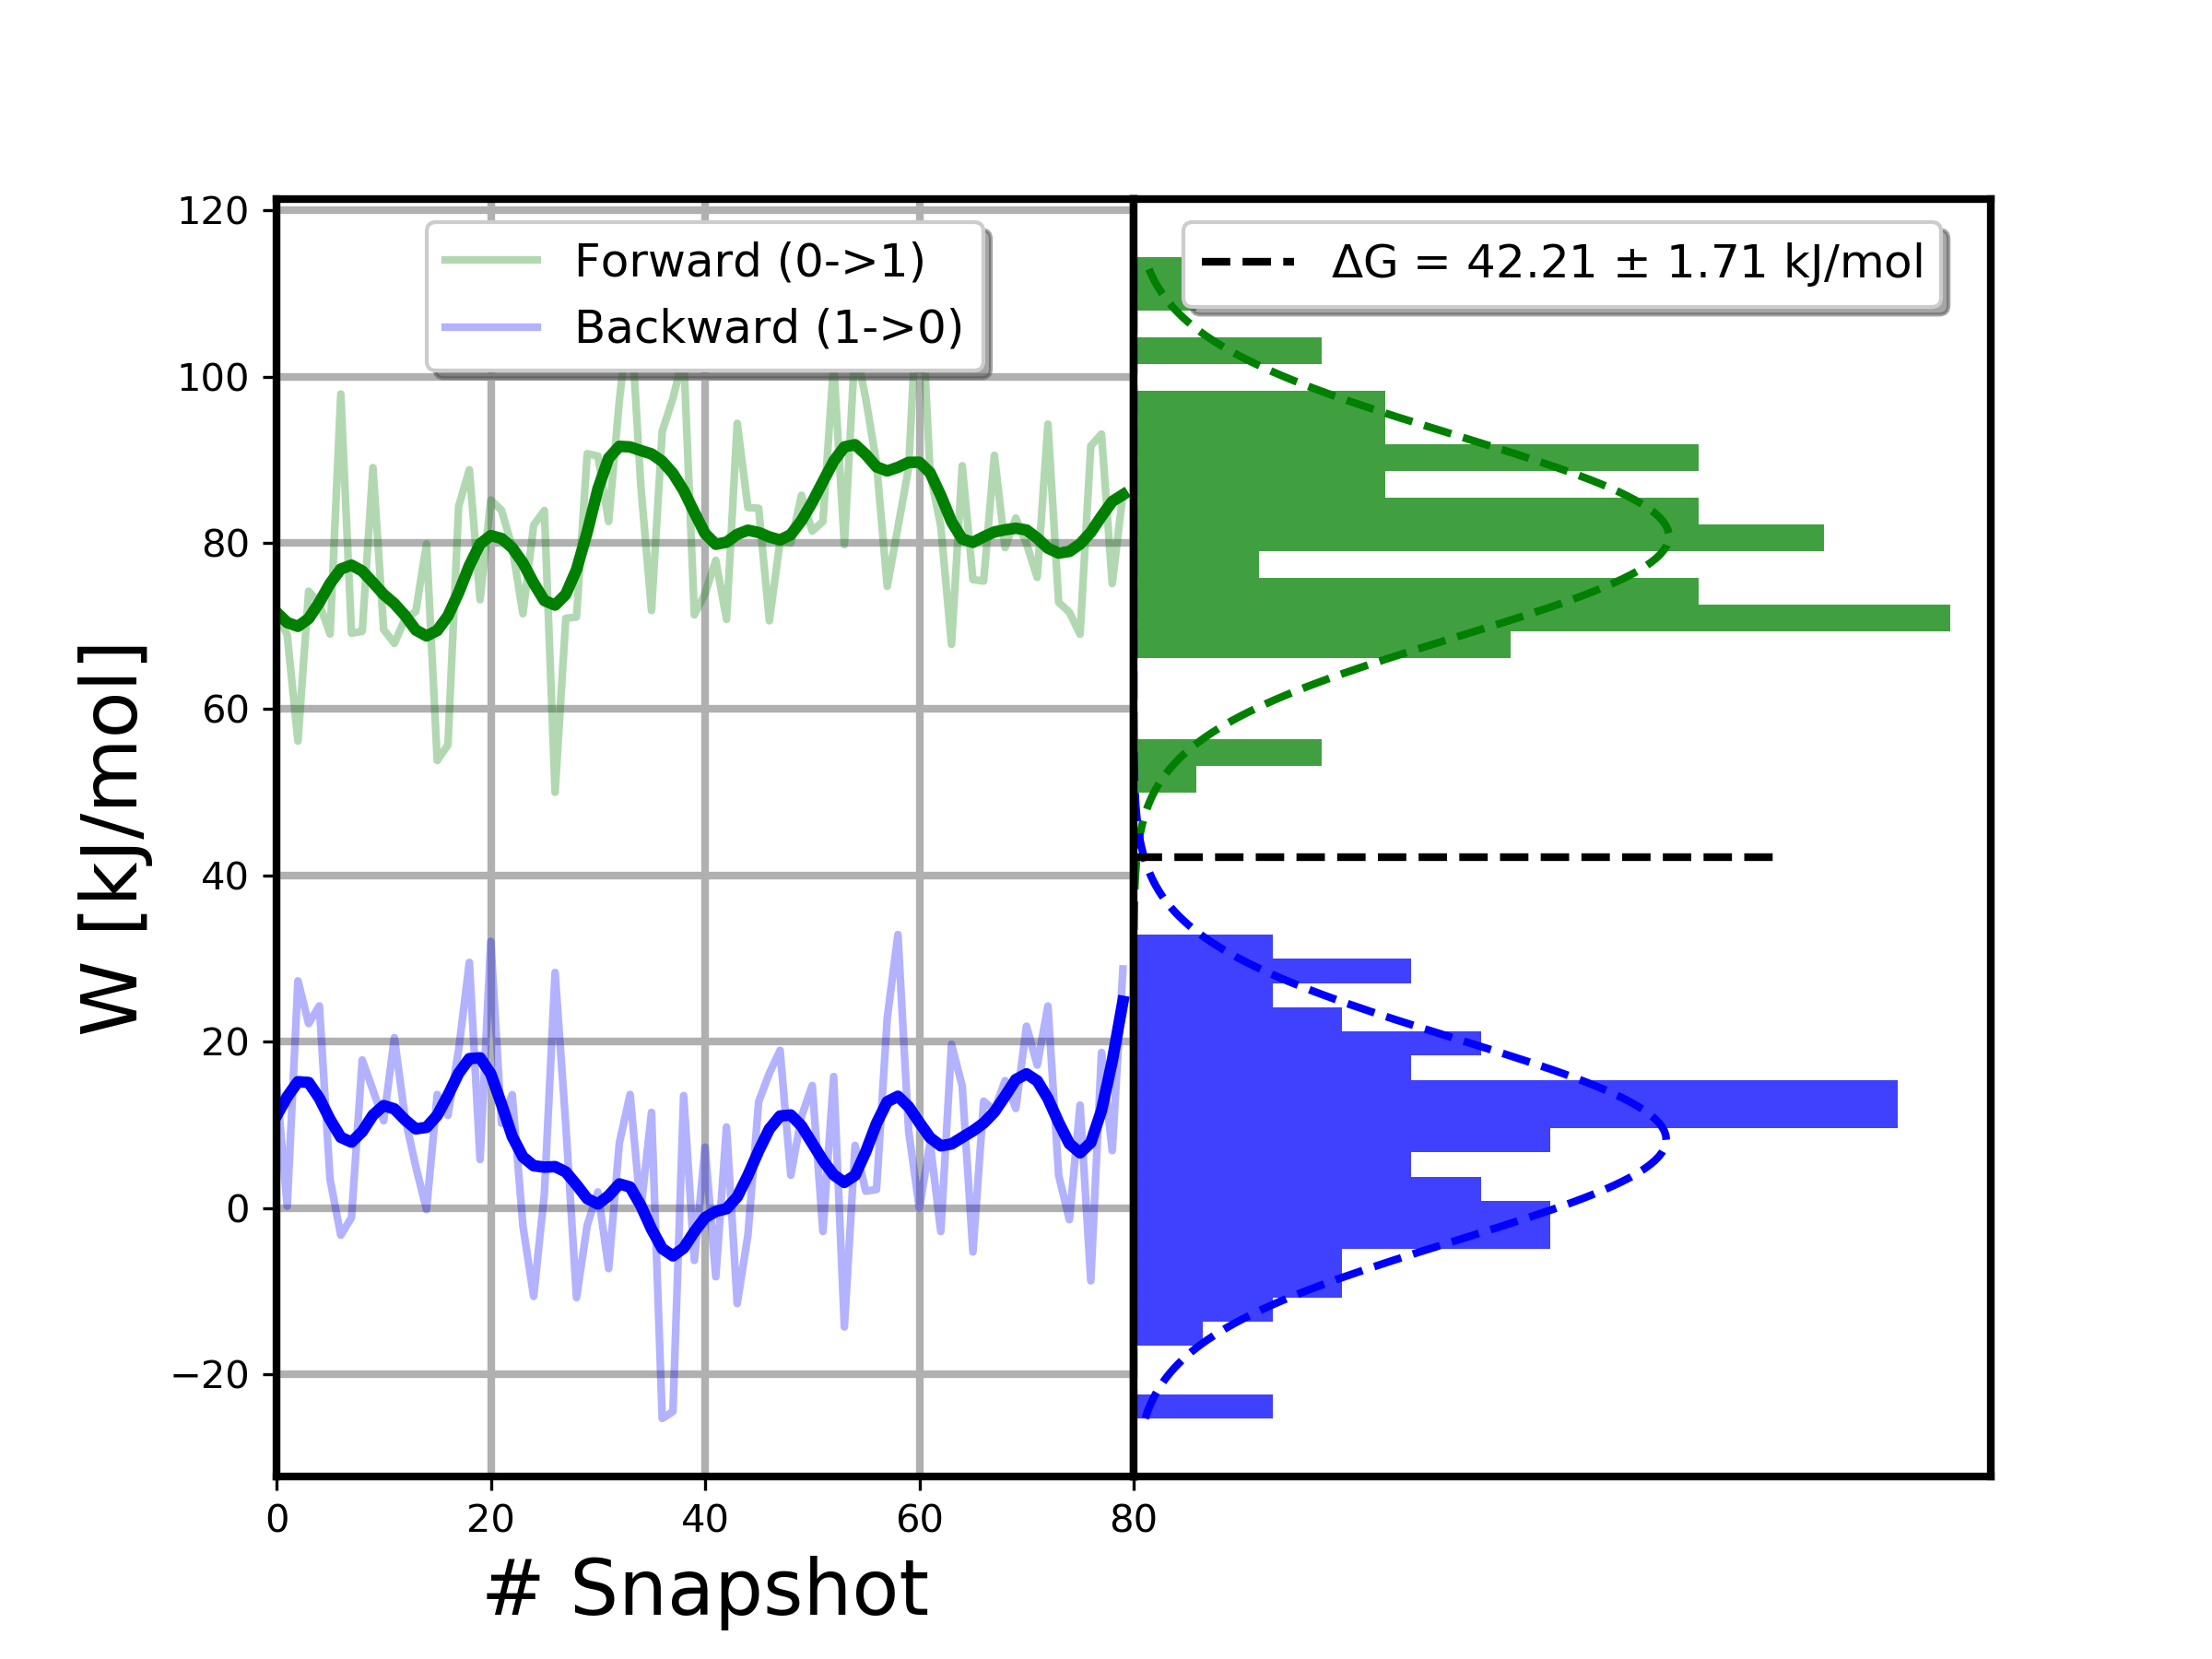 120
100
80
60
40
20
0
−20
W [kJ/mol]
Forward (0->1)
Backward (1->0)
ΔG = 42.21 ± 1.71 kJ/mol
0 20 40 60 80
# Snapshot